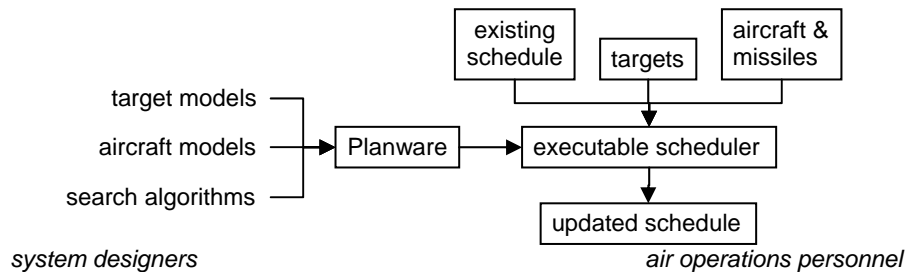 existing
schedule
targets
aircraft &
missiles
target models
aircraft models
search algorithms
Planware
executable scheduler
updated schedule
system designers
air operations personnel